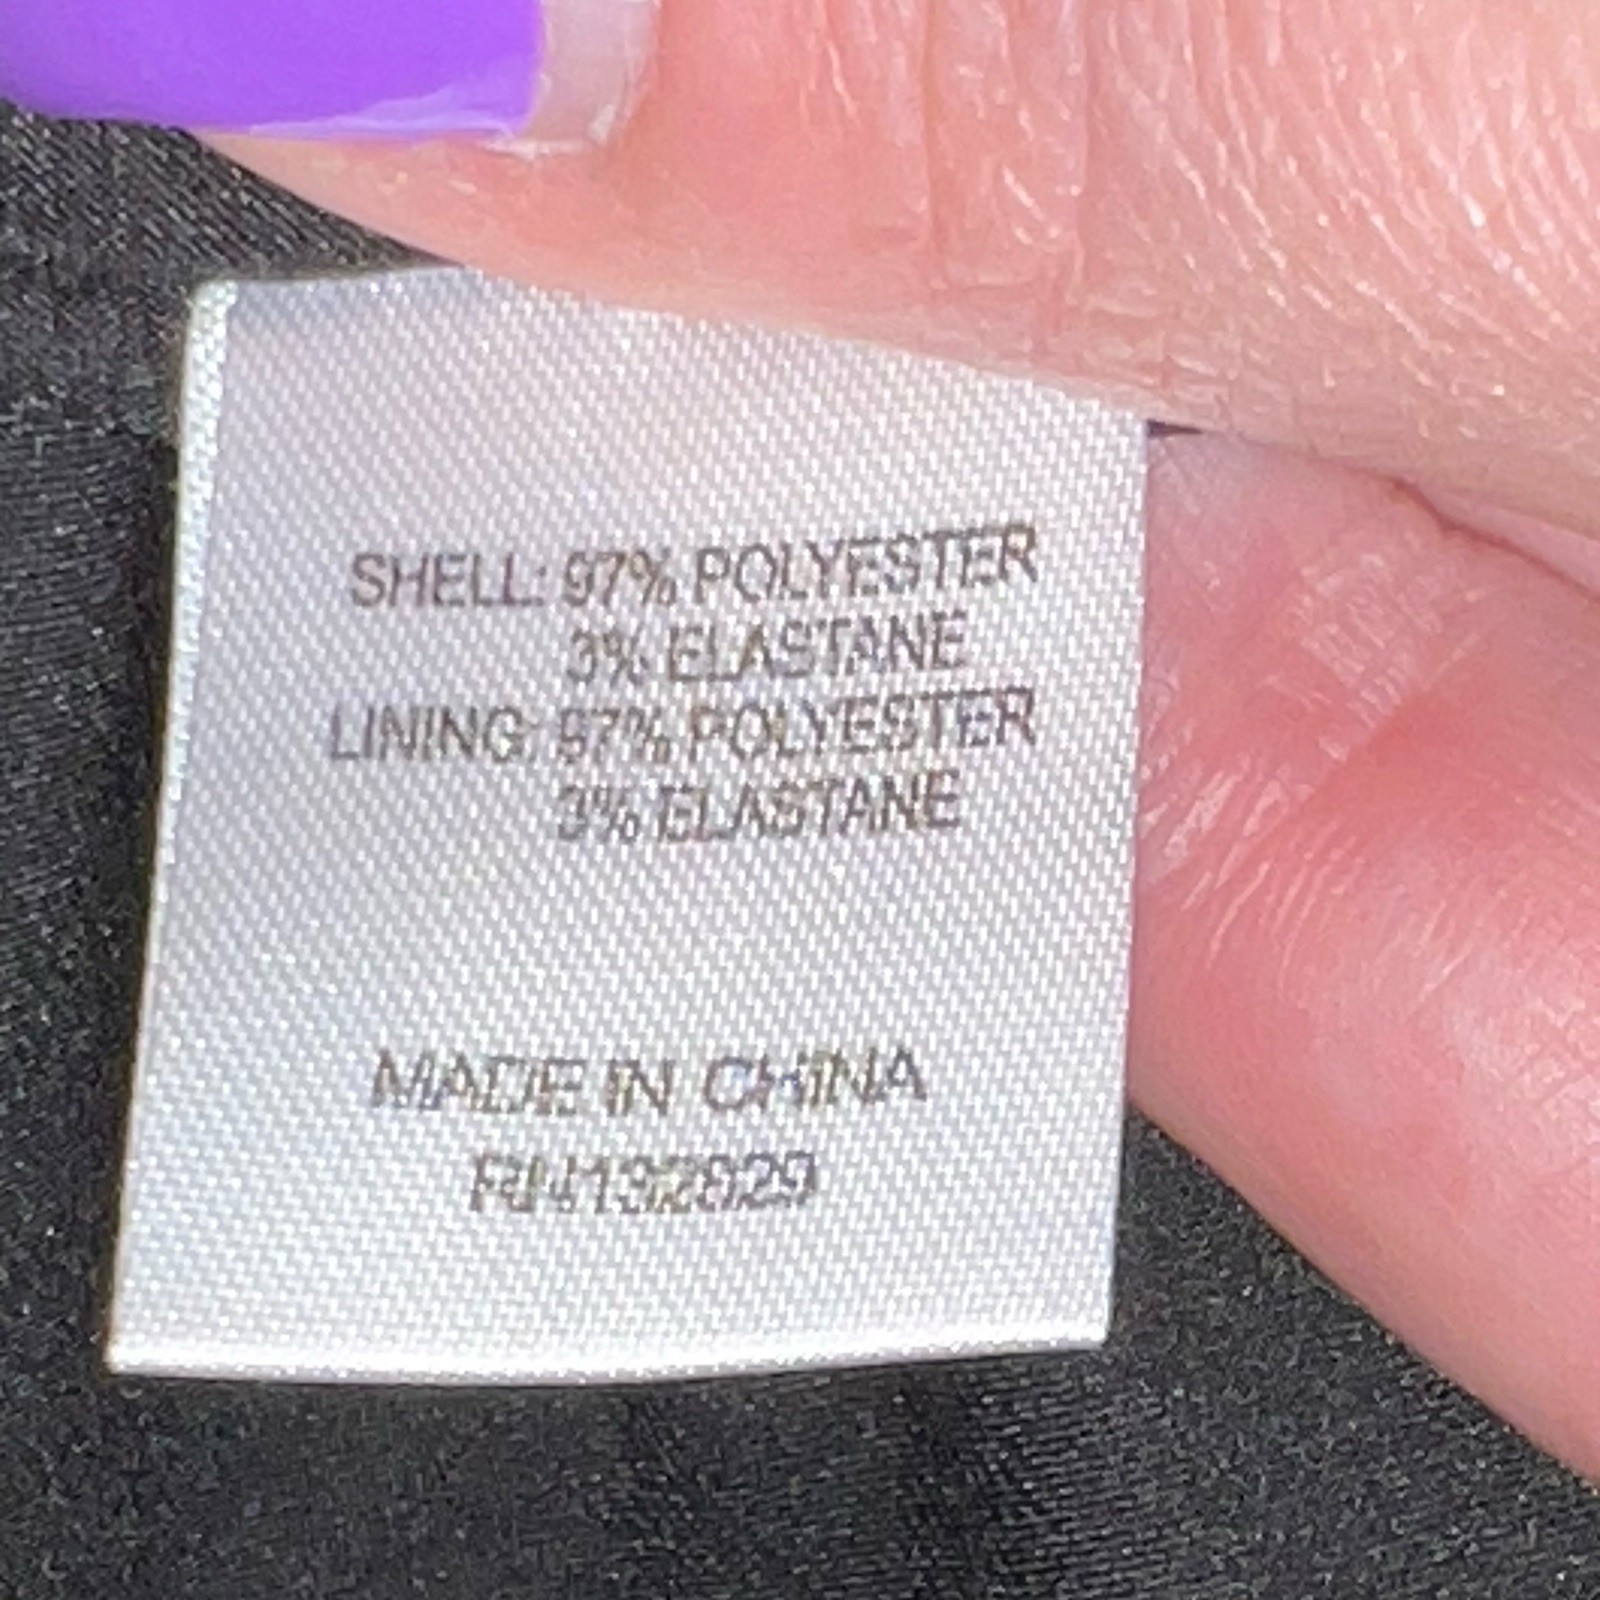 SHELL: 97% POLYESTER
3% ELASTANE
LINING: 97% POLYESTER
3% ELASTANE
MADE IN CHINA
RN132829